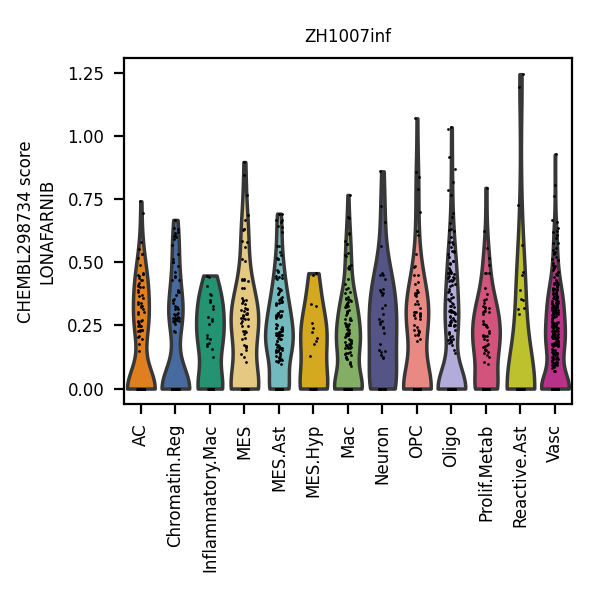 ZH1007inf
CHEMBL298734 score
LONAFARNIB
1.25
1.00
0.75
0.50
0.25
0.00
AC
Chromatin.Reg
Inflammatory.Mac
MES
MES.Ast
MES.Hyp
Mac
Neuron
OPC
Oligo
Prolif.Metab
Reactive.Ast
Vasc